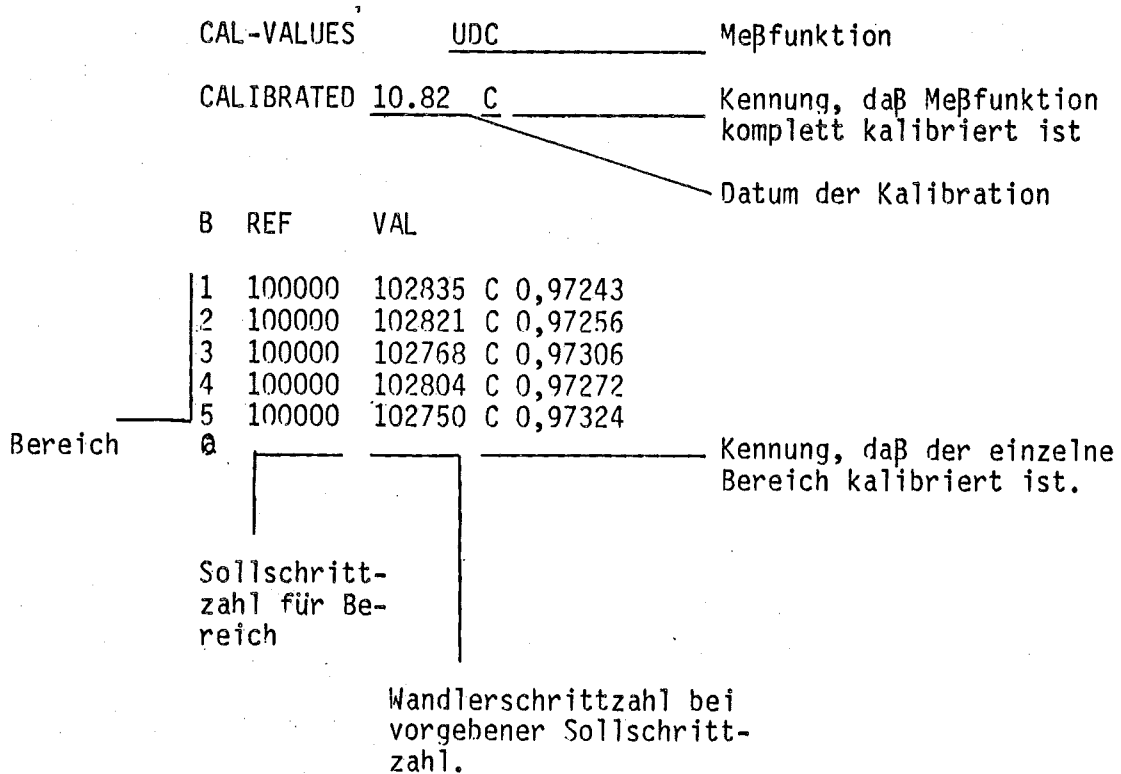 CAL-VALUES UDC Meßfunktion
CALIBRATED 10.82 C Kennung, daß Meßfunktion
komplett kalibriert ist
Datum der Kalibration
B REF VAL
1 100000 102835 C 0,97243
2 100000 102821 C 0,97256
3 100000 102768 C 0,97306
4 100000 102804 C 0,97272
5 100000 102750 C 0,97324
Bereich @ Kennung, daß der einzelne
Bereich kalibriert ist.
Sollschritt-
zahl für Be-
reich
Wandlerschrittzahl bei
vorgebener Sollschritt-
zahl.